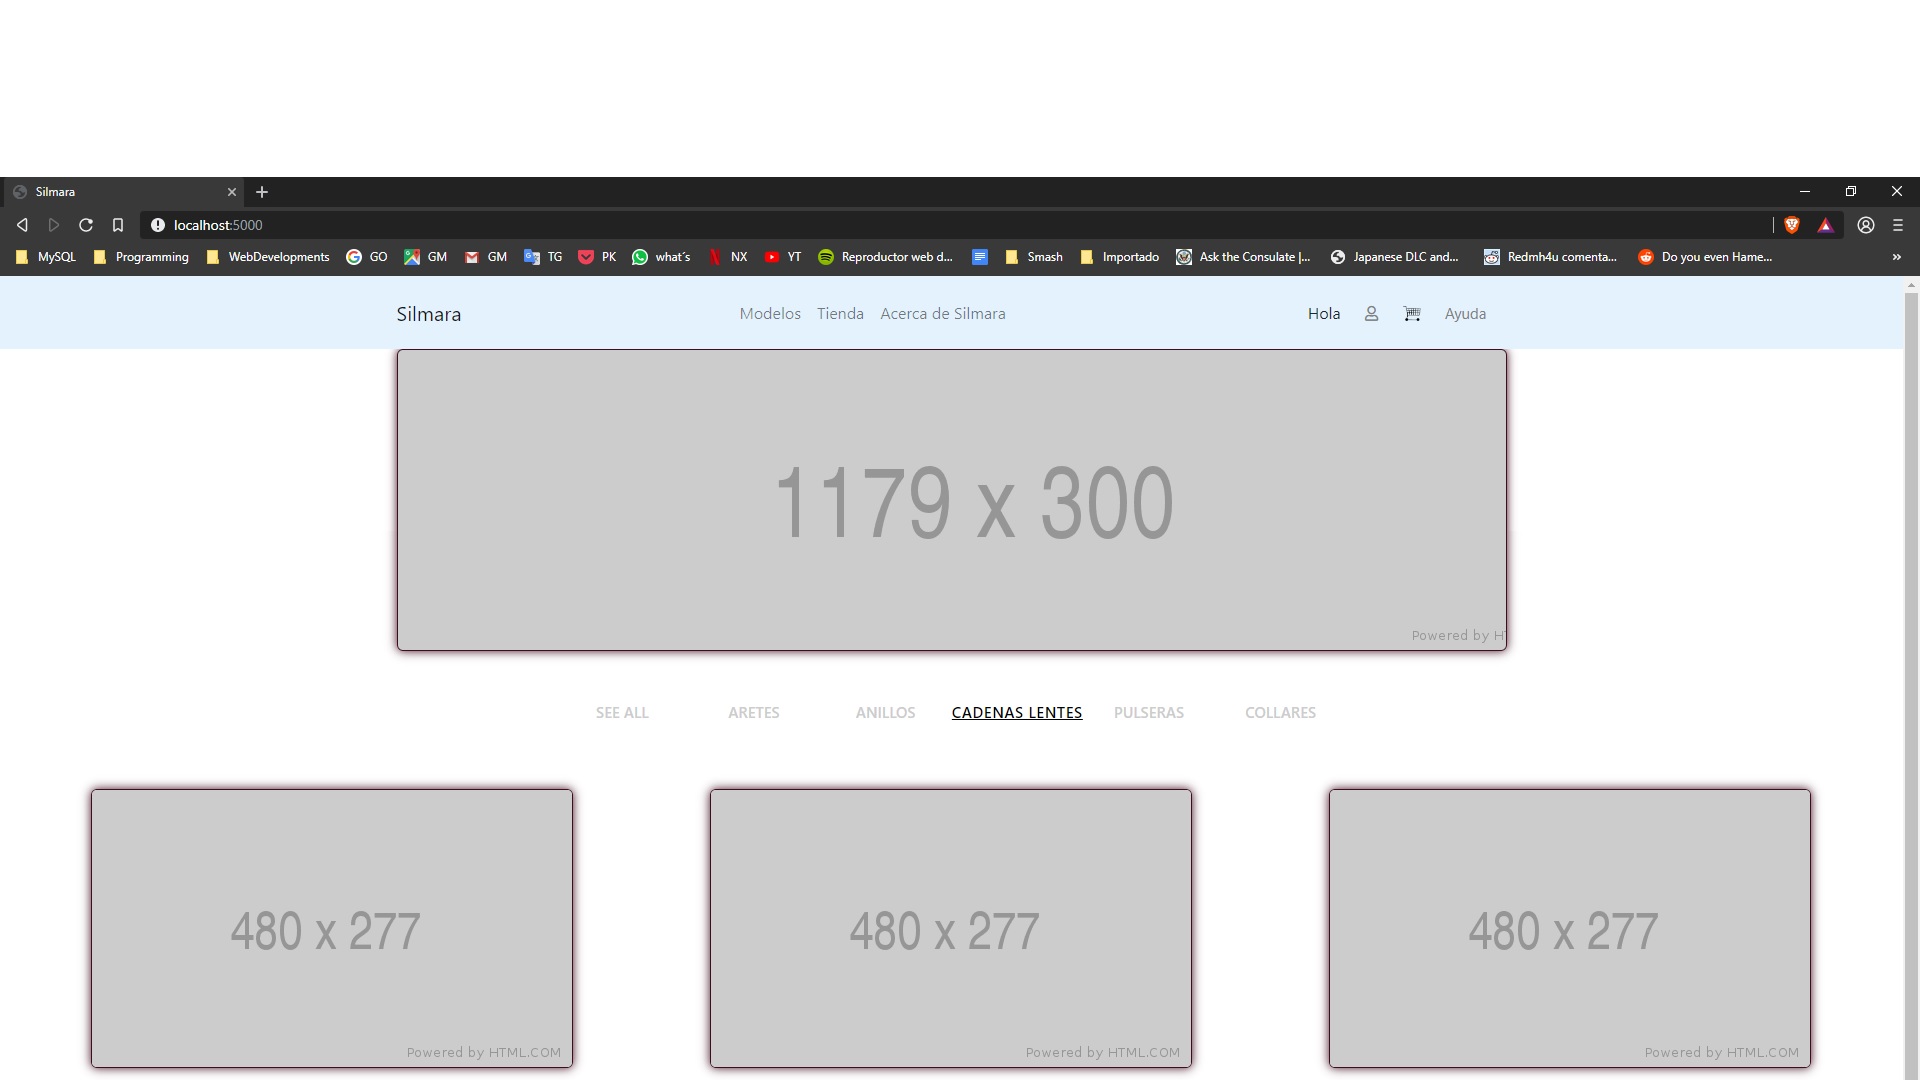 Silmara
localhost:5000
MySQL Programming WebDevelopments GO GM GM TG PK what´s NX YT Reproductor web d... Smash Importado Ask the Consulate |... Japanese DLC and... Redmh4u comenta... Do you even Hame... »
Silmara Modelos Tienda Acerca de Silmara Hola Ayuda
1179 x 300
Powered by HT
SEE ALL ARETES ANILLOS CADENAS LENTES PULSERAS COLLARES
480 x 277 480 x 277 480 x 277
Powered by HTML.COM Powered by HTML.COM Powered by HTML.COM